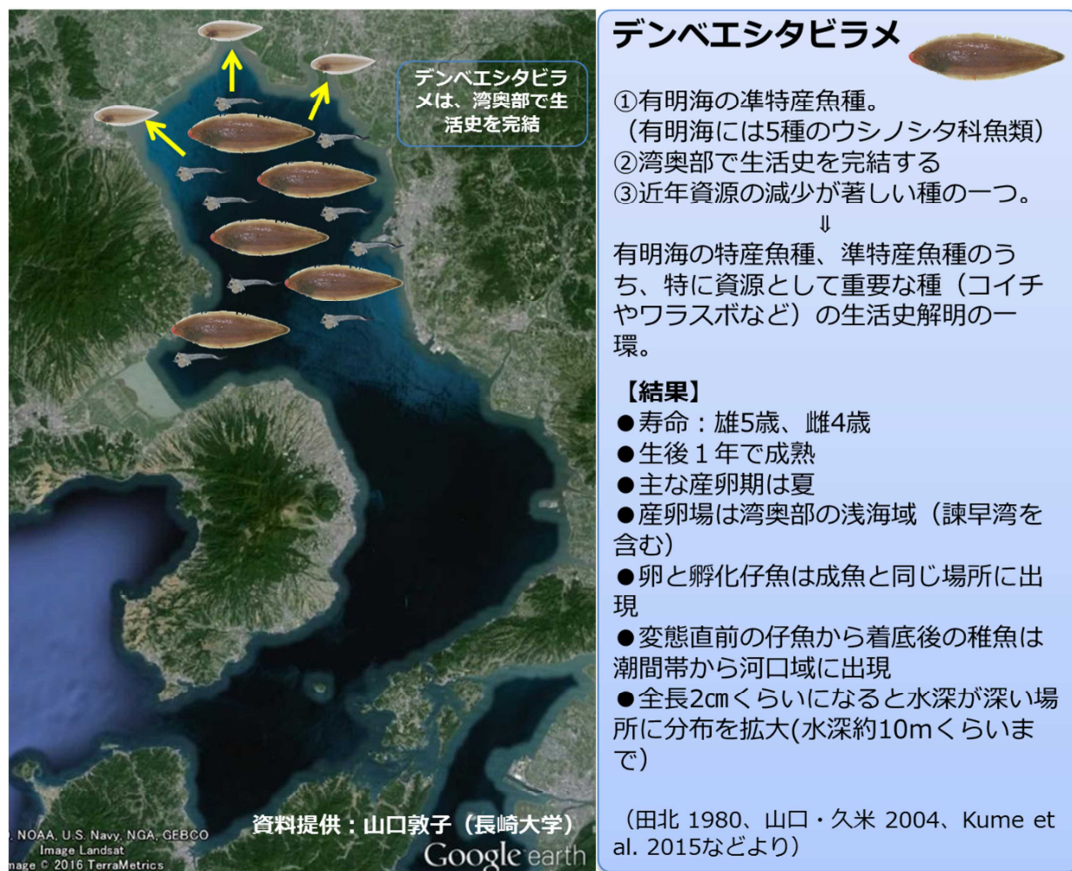 デンベエシタビラ
メは、湾奥部で生
活史を完結
, NOAA, U.S. Navy, NGA, GEBCO
Image Landsat
mage © 2016 TerraMetrics
資料提供：山口敦子（長崎大学）
Google earth
デンベエシタビラメ
①有明海の準特産魚種。
（有明海には5種のウシノシタ科魚類）
②湾奥部で生活史を完結する
③近年資源の減少が著しい種の一つ。
⇓
有明海の特産魚種、準特産魚種のう
ち、特に資源として重要な種（コイチ
やワラスボなど）の生活史解明の一
環。
【結果】
●寿命：雄5歳、雌4歳
●生後１年で成熟
●主な産卵期は夏
●産卵場は湾奥部の浅海域（諫早湾を
含む）
●卵と孵化仔魚は成魚と同じ場所に出
現
●変態直前の仔魚から着底後の稚魚は
潮間帯から河口域に出現
●全長2㎝くらいになると水深が深い場
所に分布を拡大(水深約10mくらいま
で）
（田北 1980、山口・久米 2004、Kume et
al. 2015などより）